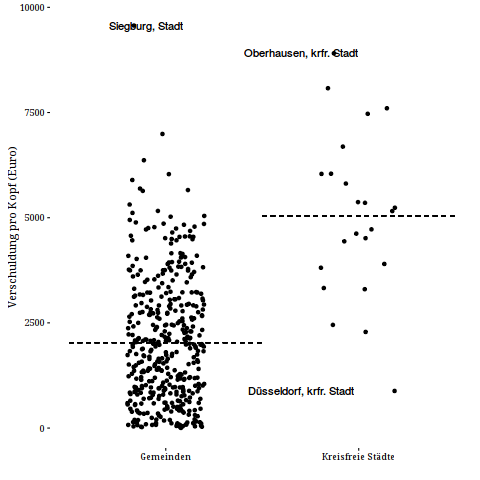 10000
Siegburg, Stadt
Oberhausen, krfr. Stadt
7500
Verschuldung pro Kopf (Euro)
5000
2500
Düsseldorf, krfr. Stadt
0
Gemeinden
Kreisfreie Städte